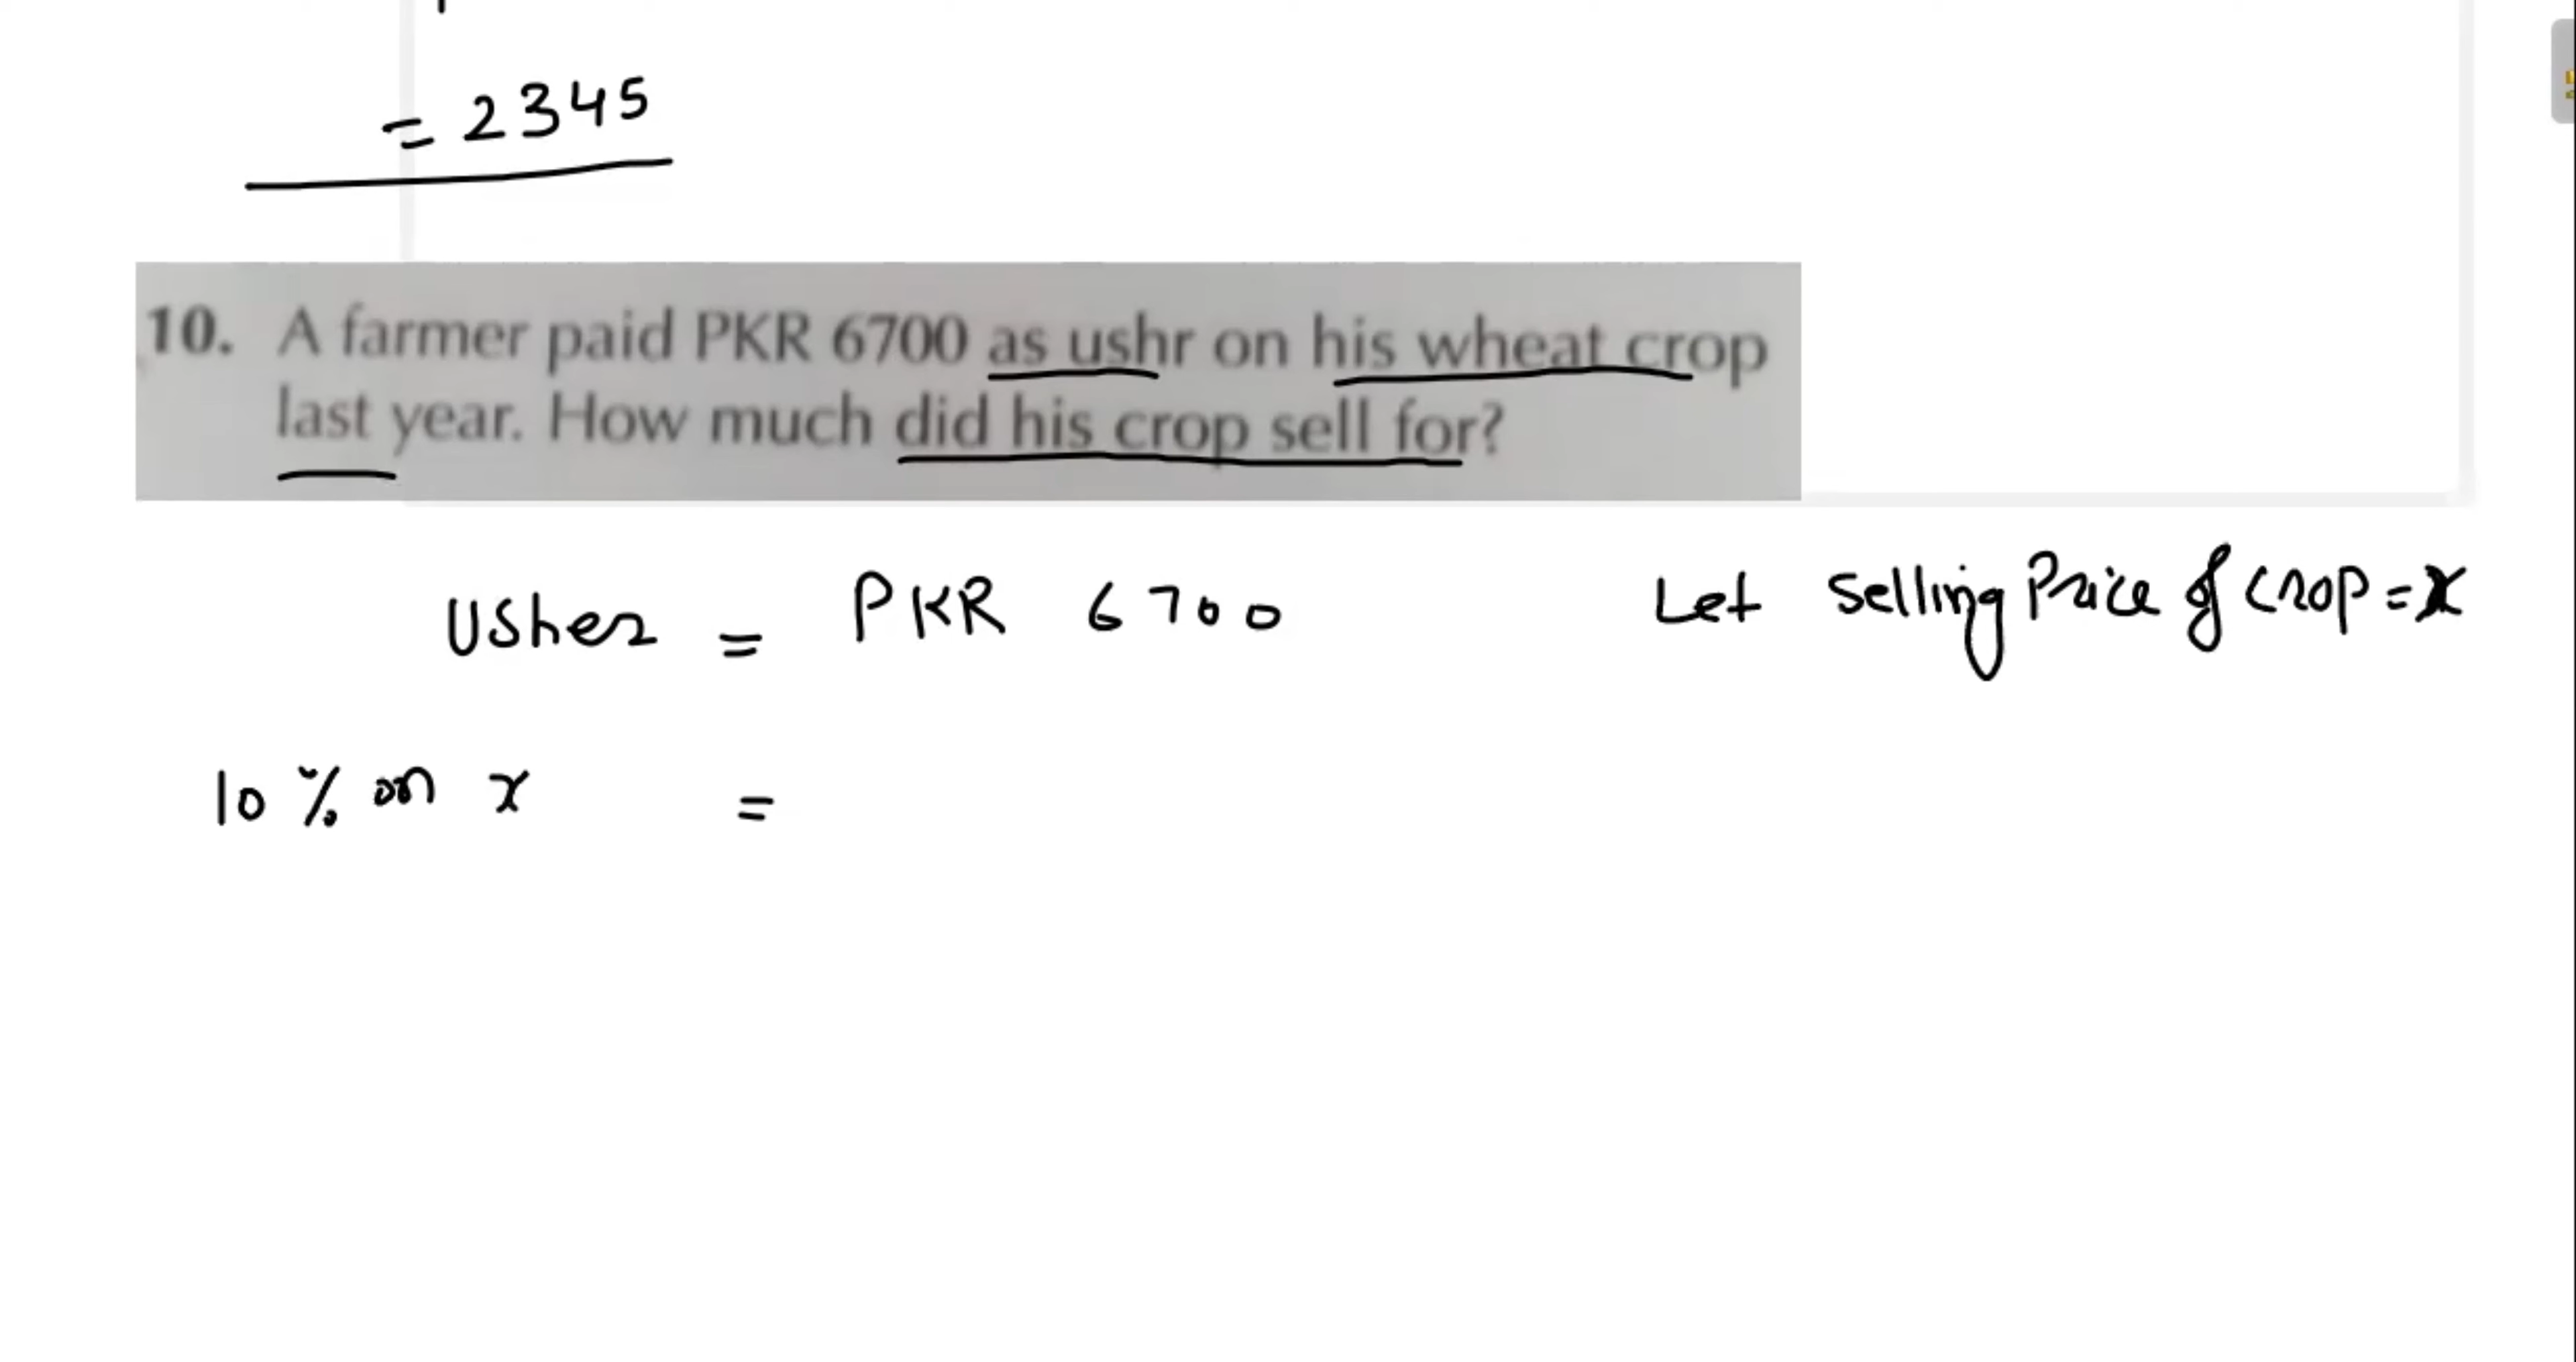 = 2345
10. A farmer paid PKR 6700 as ushr on his wheat crop
last year. How much did his crop sell for?
Usher = PKR 6700 Let Selling Price of Crop = x
10 % on x =